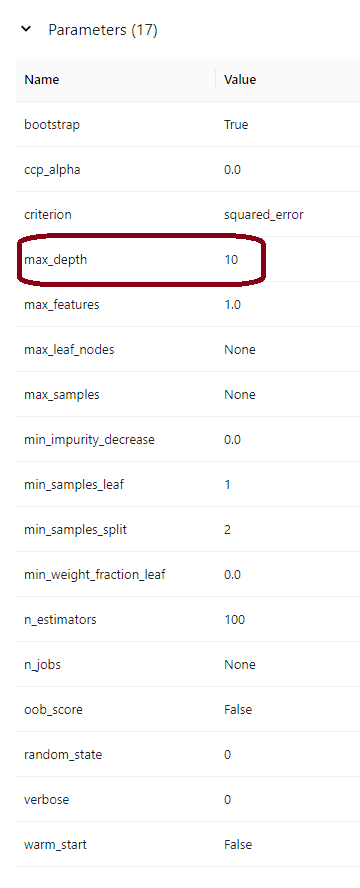 Parameters (17)
Name Value
bootstrap True
ccp_alpha 0.0
criterion squared_error
max_depth 10
max_features 1.0
max_leaf_nodes None
max_samples None
min_impurity_decrease 0.0
min_samples_leaf 1
min_samples_split 2
min_weight_fraction_leaf 0.0
n_estimators 100
n_jobs None
oob_score False
random_state 0
verbose 0
warm_start False